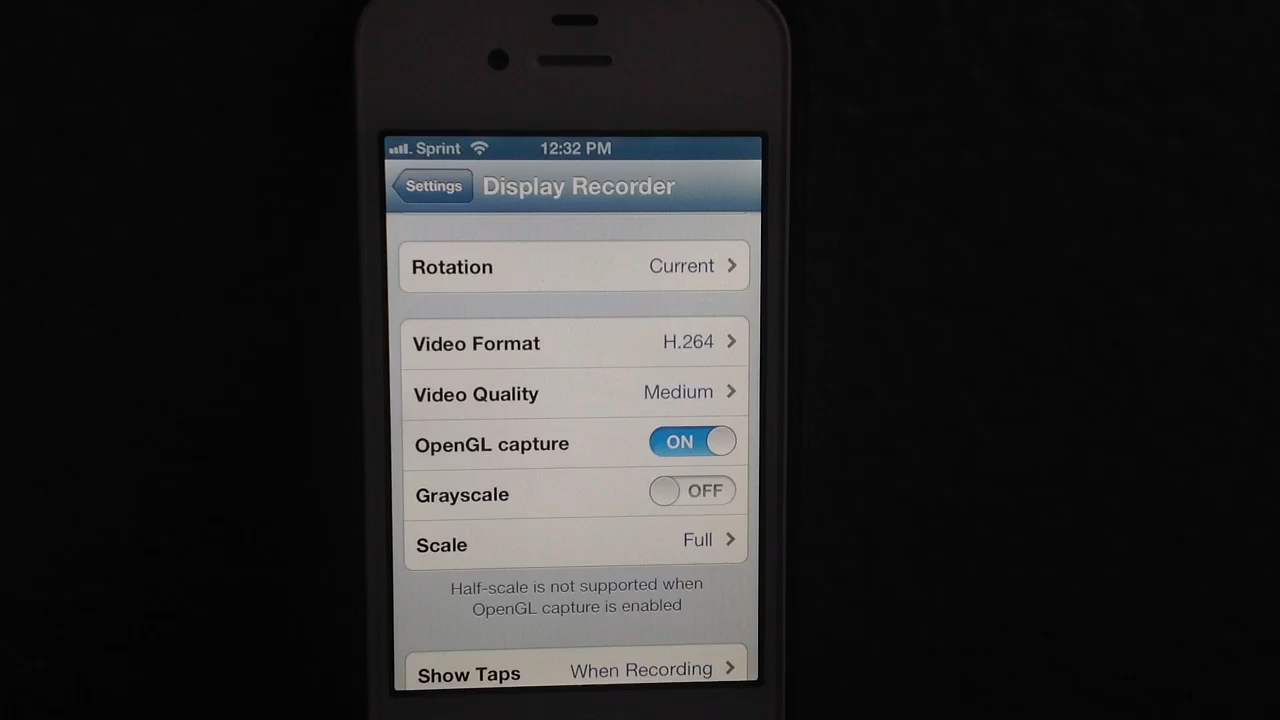 Sprint 12:32 PM
Settings Display Recorder
Rotation Current
Video Format H.264
Video Quality Medium
OpenGL capture ON
Grayscale OFF
Scale Full
Half-scale is not supported when
OpenGL capture is enabled
Show Taps When Recording